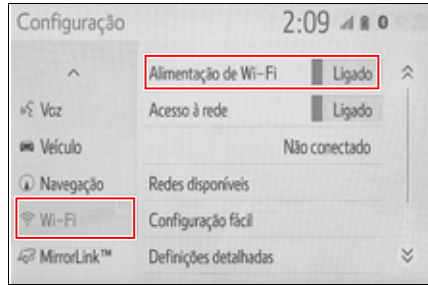 Configuração 2:09 0
Alimentação de Wi-Fi Ligado
Voz Acesso à rede Ligado
Veículo Não conectado
Navegação Redes disponíveis
Wi-Fi Configuração fácil
MirrorLink™ Definições detalhadas